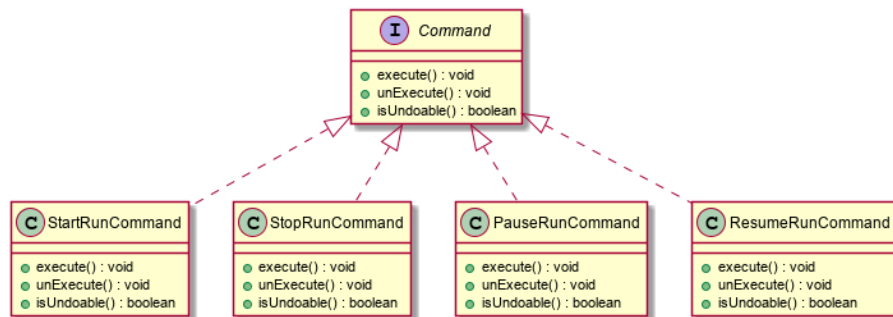 I Command
execute() : void
unExecute() : void
isUndoable() : boolean
C StartRunCommand
execute() : void
unExecute() : void
isUndoable() : boolean
C StopRunCommand
execute() : void
unExecute() : void
isUndoable() : boolean
C PauseRunCommand
execute() : void
unExecute() : void
isUndoable() : boolean
C ResumeRunCommand
execute() : void
unExecute() : void
isUndoable() : boolean